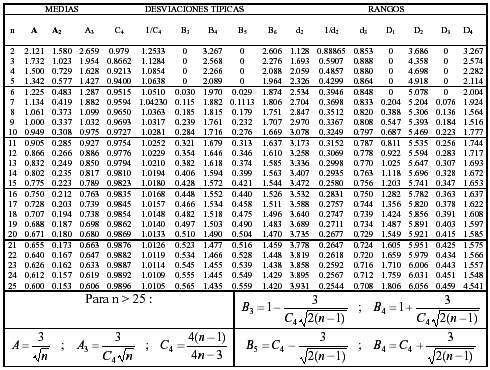 MEDIAS DESVIACIONES TÍPICAS RANGOS
n A A₂ A₃ C₄ 1/C₄ B₃ B₄ B₅ B₆ d₂ 1/d₂ d₃ D₁ D₂ D₃ D₄
2 2.121 1.580 2.659 0.979 1.2533 0 3.267 0 2.606 1.128 0.88865 0.853 0 3.686 0 3.267
3 1.732 1.023 1.954 0.8662 1.1284 0 2.568 0 2.276 1.693 0.5907 0.888 0 4.358 0 2.574
4 1.500 0.729 1.628 0.9213 1.0854 0 2.266 0 2.088 2.059 0.4857 0.880 0 4.698 0 2.282
5 1.342 0.577 1.427 0.9400 1.0638 0 2.089 0 1.964 2.326 0.4299 0.864 0 4.918 0 2.114
6 1.225 0.483 1.287 0.9515 1.0510 0.030 1.970 0.029 1.874 2.534 0.3946 0.848 0 5.078 0 2.004
7 1.134 0.419 1.882 0.9594 1.04230 0.115 1.882 0.1113 1.806 2.704 0.3698 0.833 0.204 5.204 0.076 1.924
8 1.061 0.373 1.099 0.9650 1.0363 0.185 1.815 0.179 1.751 2.847 0.3512 0.820 0.388 5.306 0.136 1.564
9 1.000 0.337 1.032 0.9693 1.0317 0.239 1.761 0.232 1.707 2.970 0.3367 0.808 0.547 5.393 0.184 1.516
10 0.949 0.308 0.975 0.9727 1.0281 0.284 1.716 0.276 1.669 3.078 0.3249 0.797 0.687 5.469 0.223 1.777
11 0.905 0.285 0.927 0.9754 1.0252 0.321 1.679 0.313 1.637 3.173 0.3152 0.787 0.811 5.535 0.256 1.744
12 0.866 0.266 0.886 0.9776 1.0229 0.354 1.646 0.346 1.610 3.258 0.3069 0.778 0.922 5.594 0.283 1.717
13 0.832 0.249 0.850 0.9794 1.0210 0.382 1.618 0.374 1.585 3.336 0.2998 0.770 1.025 5.647 0.307 1.693
14 0.802 0.235 0.817 0.9810 1.0194 0.406 1.594 0.399 1.563 3.407 0.2935 0.763 1.118 5.696 0.328 1.672
15 0.775 0.223 0.789 0.9823 1.0180 0.428 1.572 0.421 1.544 3.472 0.2580 0.756 1.203 5.741 0.347 1.653
16 0.750 0.212 0.763 0.9835 1.0168 0.448 1.552 0.440 1.526 3.532 0.2831 0.750 1.282 5.782 0.363 1.637
17 0.728 0.203 0.739 0.9845 1.0157 0.466 1.534 0.458 1.511 3.588 0.2757 0.744 1.356 5.820 0.378 1.622
18 0.707 0.194 0.738 0.9854 1.0148 0.482 1.518 0.475 1.496 3.640 0.2747 0.739 1.424 5.856 0.391 1.608
19 0.688 0.187 0.698 0.9862 1.0140 0.497 1.503 0.490 1.483 3.689 0.2711 0.734 1.487 5.891 0.403 1.597
20 0.671 0.180 0.680 0.9869 1.0133 0.510 1.490 0.504 1.470 3.735 0.2677 0.729 1.549 5.921 0.415 1.585
21 0.655 0.173 0.663 0.9876 1.0126 0.523 1.477 0.516 1.459 3.778 0.2647 0.724 1.605 5.951 0.425 1.575
22 0.640 0.167 0.647 0.9882 1.0119 0.534 1.466 0.528 1.448 3.819 0.2618 0.720 1.659 5.979 0.434 1.566
23 0.626 0.162 0.633 0.9887 1.0114 0.545 1.455 0.539 1.438 3.858 0.2592 0.716 1.710 6.006 0.443 1.557
24 0.612 0.157 0.619 0.9892 1.0109 0.555 1.445 0.549 1.429 3.895 0.2567 0.712 1.759 6.031 0.451 1.548
25 0.600 0.153 0.606 0.9896 1.0105 0.565 1.435 0.559 1.420 3.931 0.2544 0.708 1.806 6.056 0.459 4.541
Para n > 25 :
B₃ = 1 − 3/(C₄√(2(n−1))) ; B₄ = 1 + 3/(C₄√(2(n−1)))
A = 3/√n ; A₃ = 3/(C₄√n) ; C₄ = 4(n−1)/(4n−3)
B₅ = C₄ − 3/√(2(n−1)) ; B₄ = C₄ + 3/√(2(n−1))